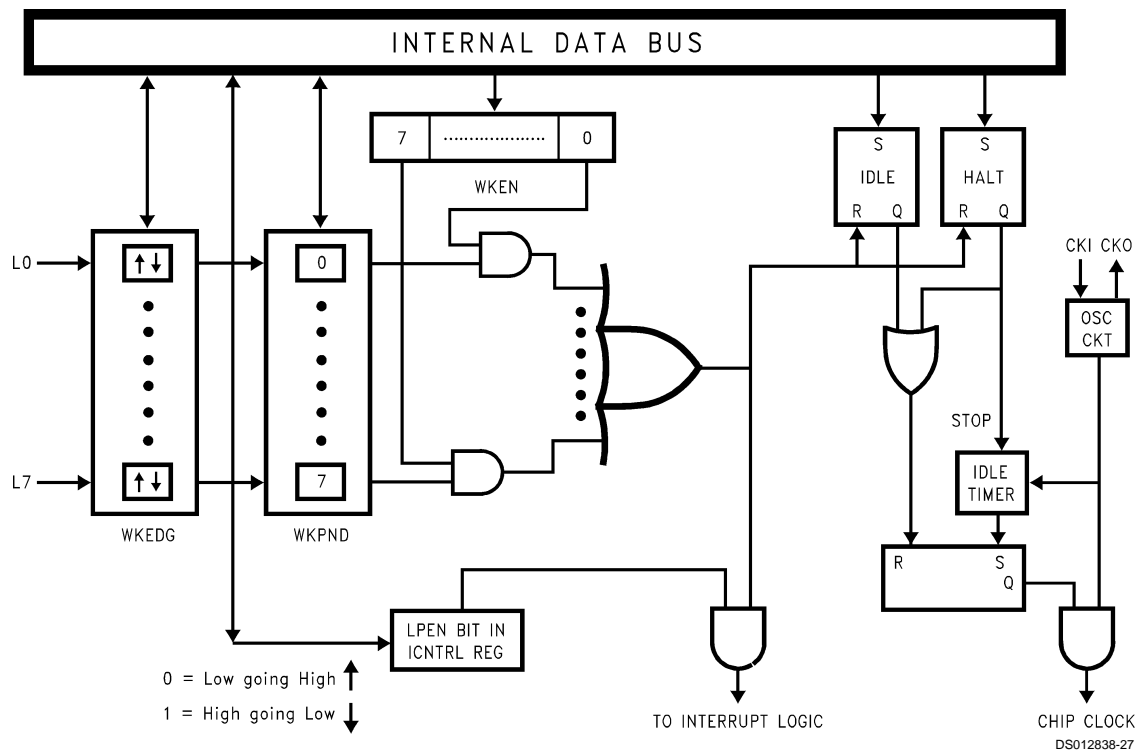 INTERNAL DATA BUS
7 ................... 0
WKEN
S
IDLE
R Q
S
HALT
R Q
CKI CKO
OSC
CKT
L0
0
L7
7
WKEDG
WKPND
STOP
IDLE
TIMER
R S
Q
LPEN BIT IN
ICNTRL REG
0 = Low going High
1 = High going Low
TO INTERRUPT LOGIC
CHIP CLOCK
DS012838-27